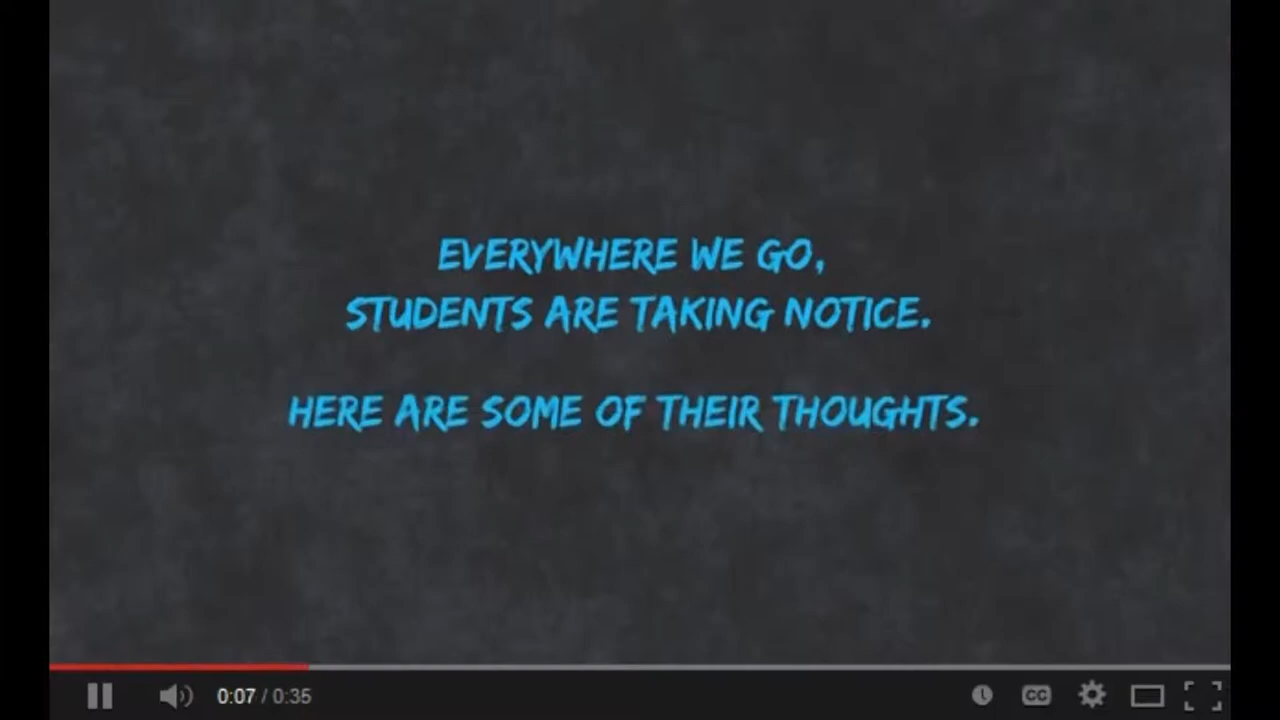 EVERYWHERE WE GO,
STUDENTS ARE TAKING NOTICE.
HERE ARE SOME OF THEIR THOUGHTS.
0:07 / 0:35
CC